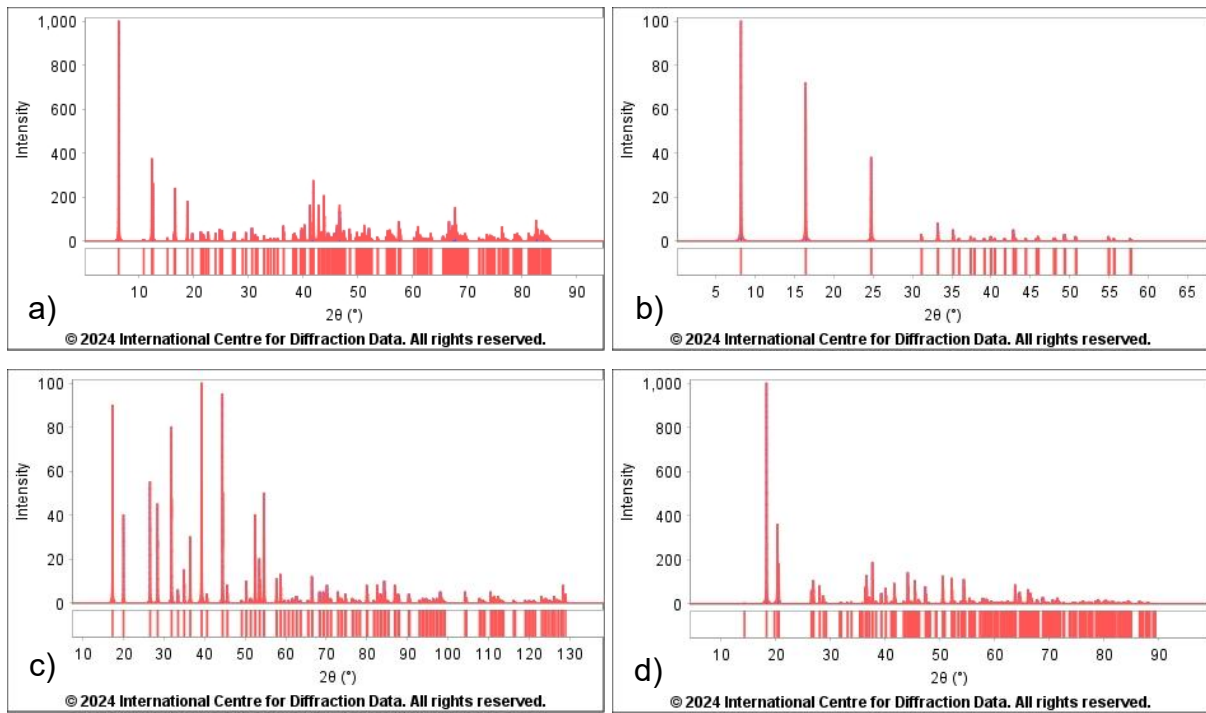 1,000
800
600
400
200
0
Intensity
10 20 30 40 50 60 70 80 90
2θ (°)
a)
© 2024 International Centre for Diffraction Data. All rights reserved.
100
80
60
40
20
0
Intensity
5 10 15 20 25 30 35 40 45 50 55 60 65
2θ (°)
b)
© 2024 International Centre for Diffraction Data. All rights reserved.
100
80
60
40
20
0
Intensity
10 20 30 40 50 60 70 80 90 100 110 120 130
2θ (°)
c)
© 2024 International Centre for Diffraction Data. All rights reserved.
1,000
800
600
400
200
0
Intensity
10 20 30 40 50 60 70 80 90
2θ (°)
d)
© 2024 International Centre for Diffraction Data. All rights reserved.